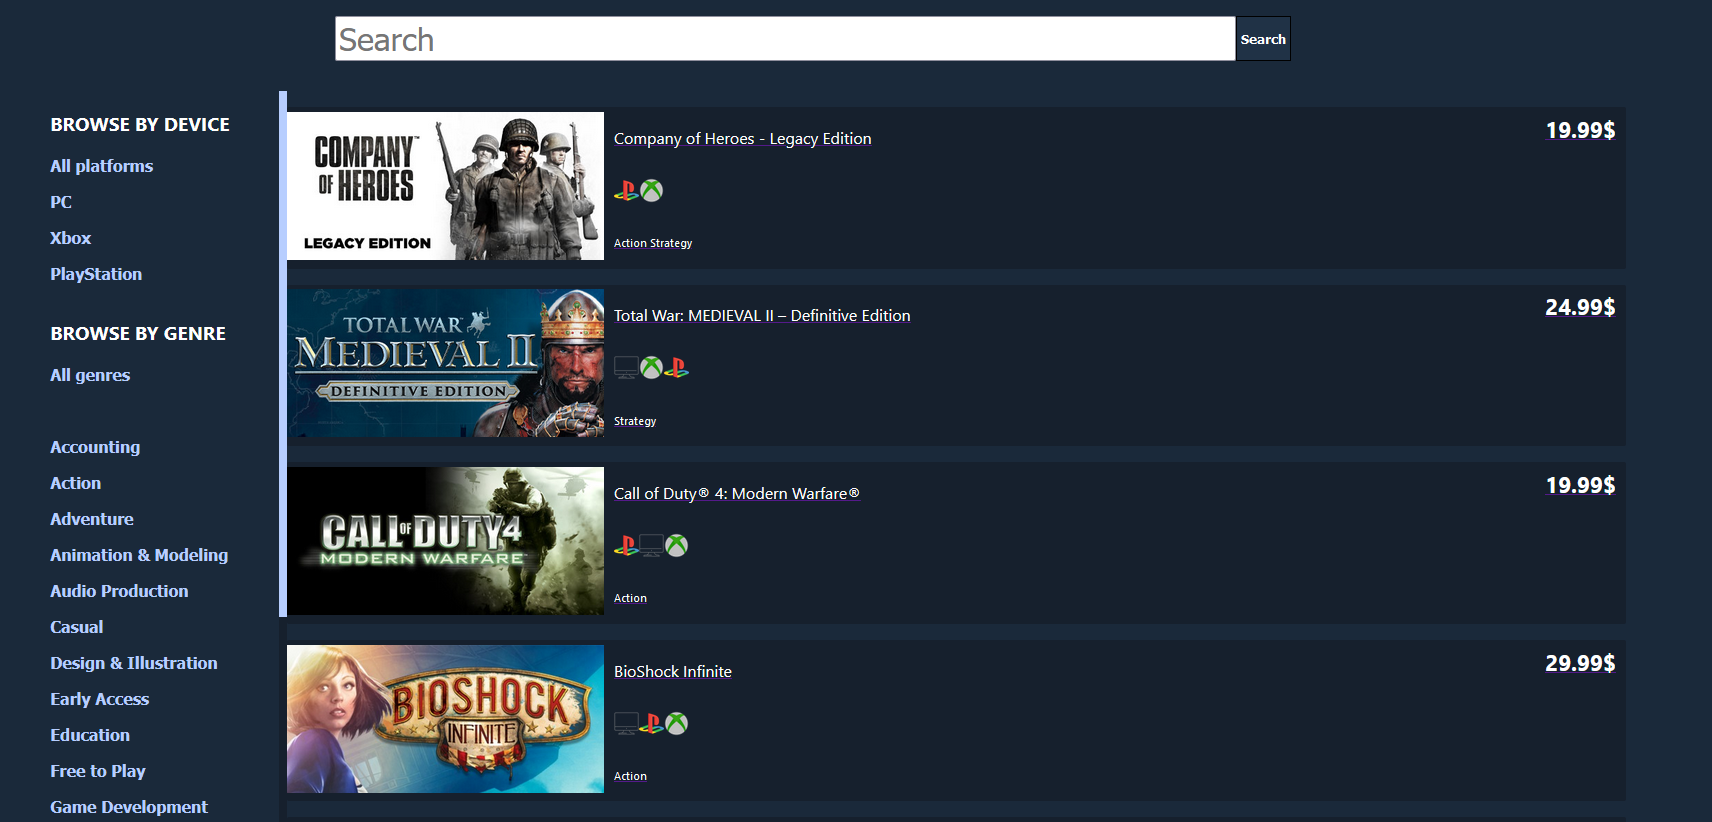 Search
Search
BROWSE BY DEVICE
All platforms
PC
Xbox
PlayStation
BROWSE BY GENRE
All genres
Accounting
Action
Adventure
Animation & Modeling
Audio Production
Casual
Design & Illustration
Early Access
Education
Free to Play
Game Development
COMPANY™
OF HEROES
LEGACY EDITION
Company of Heroes - Legacy Edition
19.99$
Action Strategy
TOTAL WAR
MEDIEVAL II
DEFINITIVE EDITION
Total War: MEDIEVAL II – Definitive Edition
24.99$
Strategy
CALL OF DUTY 4
MODERN WARFARE
Call of Duty® 4: Modern Warfare®
19.99$
Action
BIOSHOCK
INFINITE
BioShock Infinite
29.99$
Action